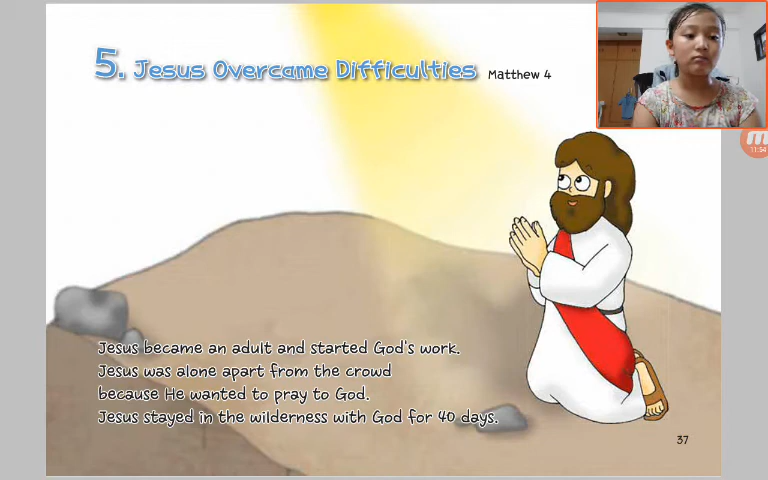 5. Jesus Overcame Difficulties Matthew 4
Jesus became an adult and started God's work.
Jesus was alone apart from the crowd
because He wanted to pray to God.
Jesus stayed in the wilderness with God for 40 days.
37
11:54